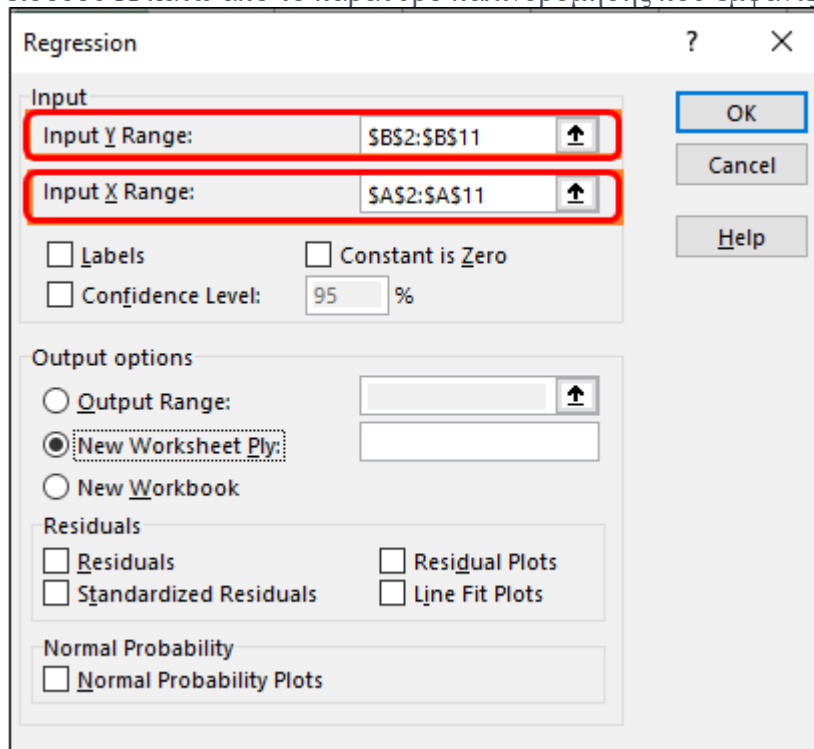 Regression ? ×
Input
Input Y Range: $B$2:$B$11
Input X Range: $A$2:$A$11
Labels Constant is Zero
Confidence Level: 95 %
Output options
Output Range:
New Worksheet Ply:
New Workbook
Residuals
Residuals Residual Plots
Standardized Residuals Line Fit Plots
Normal Probability
Normal Probability Plots
OK
Cancel
Help